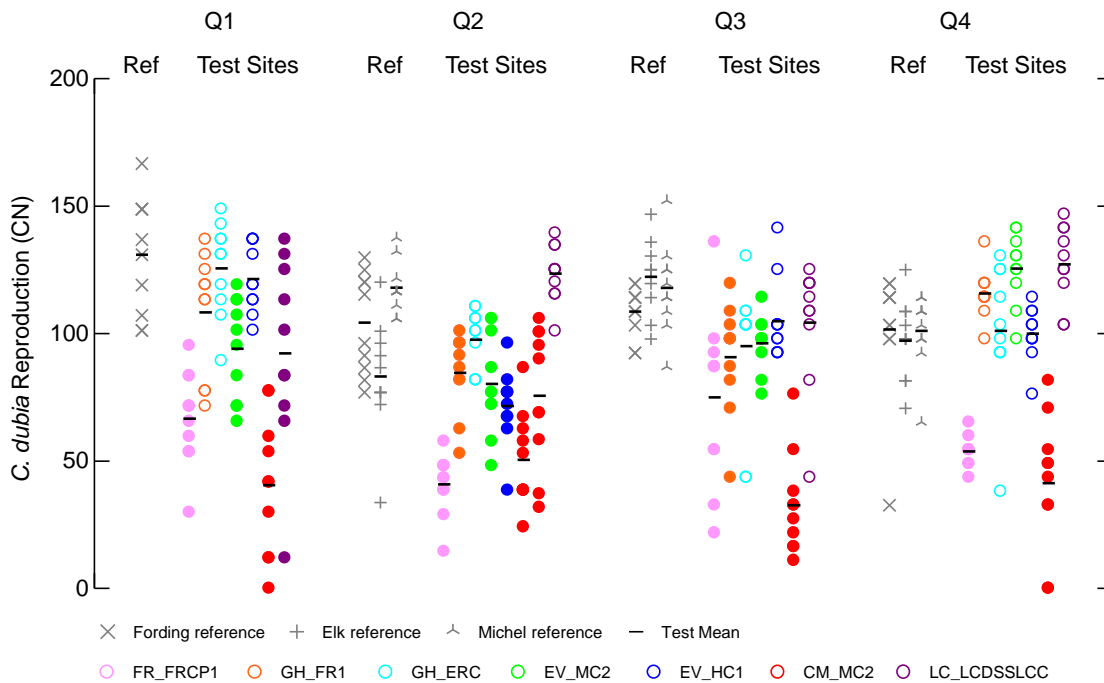 Q1 Q2 Q3 Q4
Ref Test Sites Ref Test Sites Ref Test Sites Ref Test Sites
200
150
100
50
0
C. dubia Reproduction (CN)
Fording reference Elk reference Michel reference Test Mean
FR_FRCP1 GH_FR1 GH_ERC EV_MC2 EV_HC1 CM_MC2 LC_LCDSSLCC